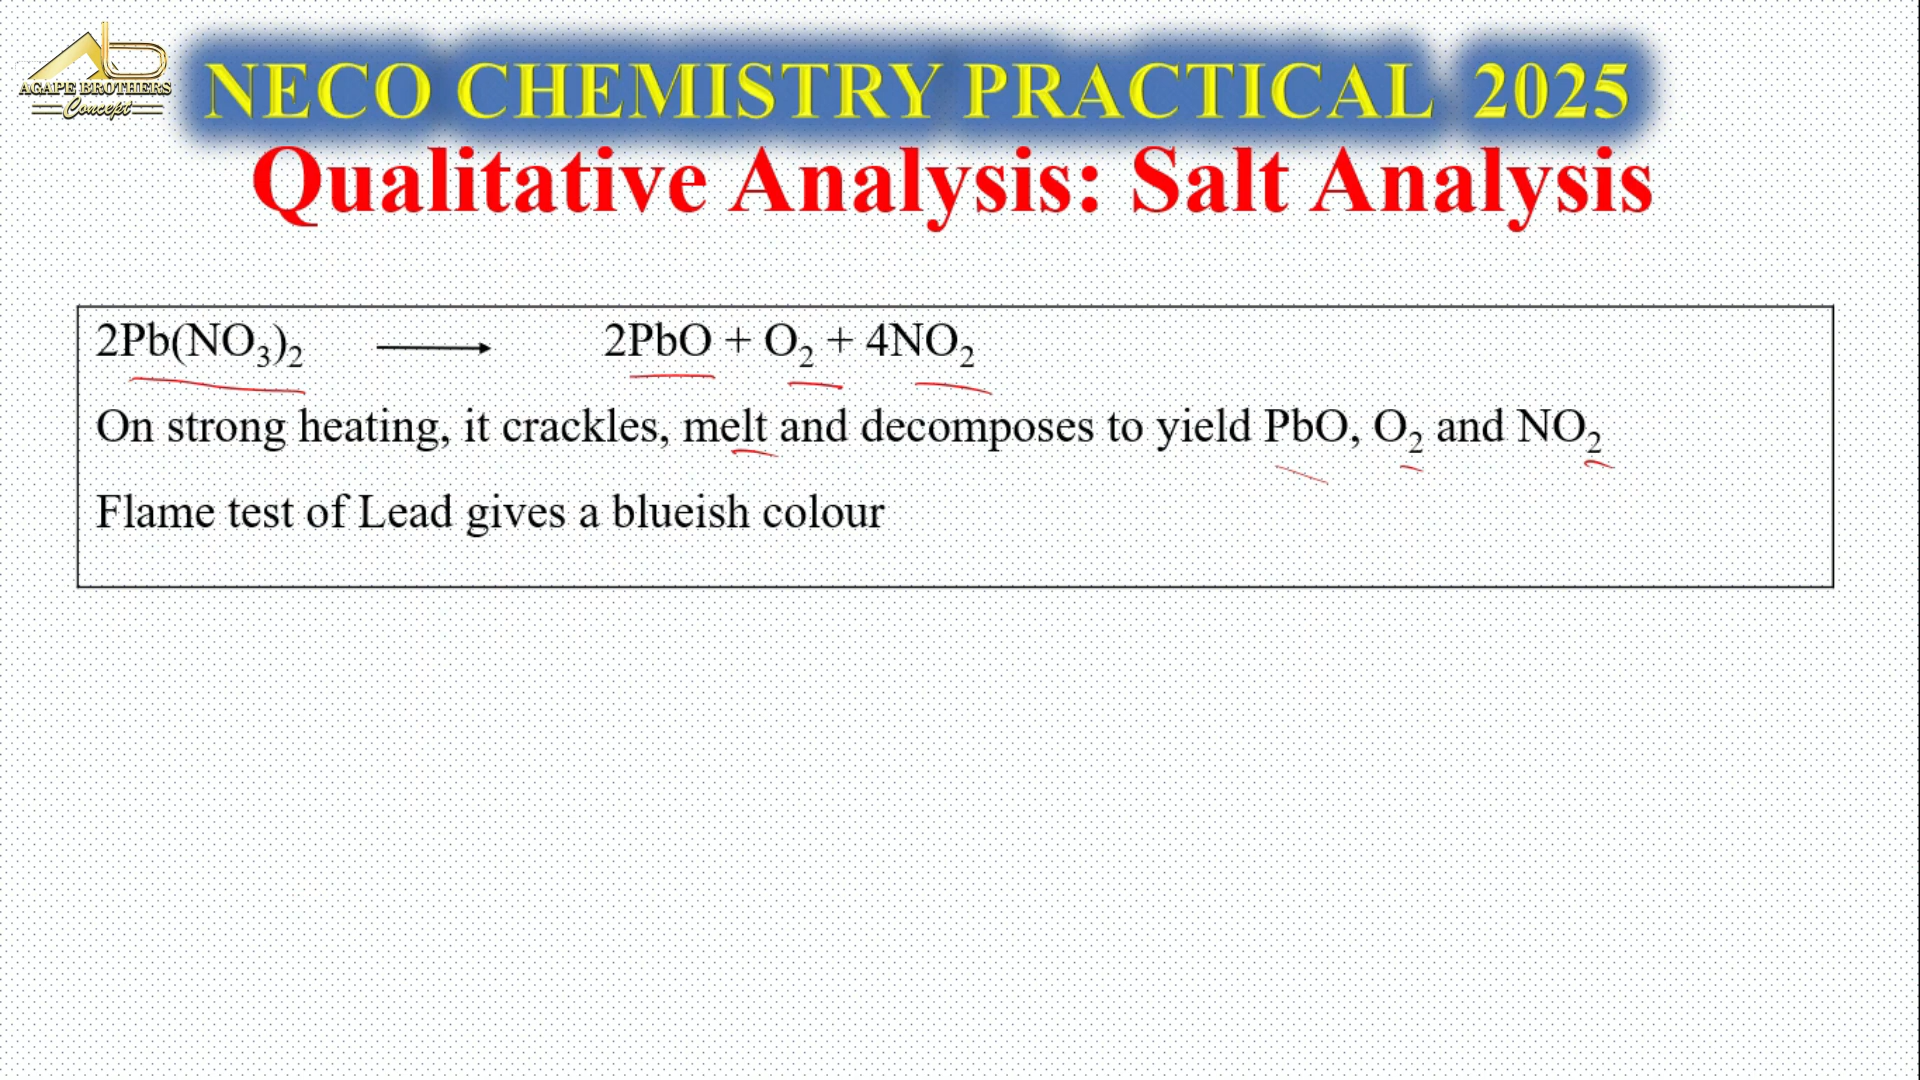 AGAPE BROTHERS
Concept
NECO CHEMISTRY PRACTICAL 2025
Qualitative Analysis: Salt Analysis
2Pb(NO₃)₂ ⟶ 2PbO + O₂ + 4NO₂
On strong heating, it crackles, melt and decomposes to yield PbO, O₂ and NO₂
Flame test of Lead gives a blueish colour